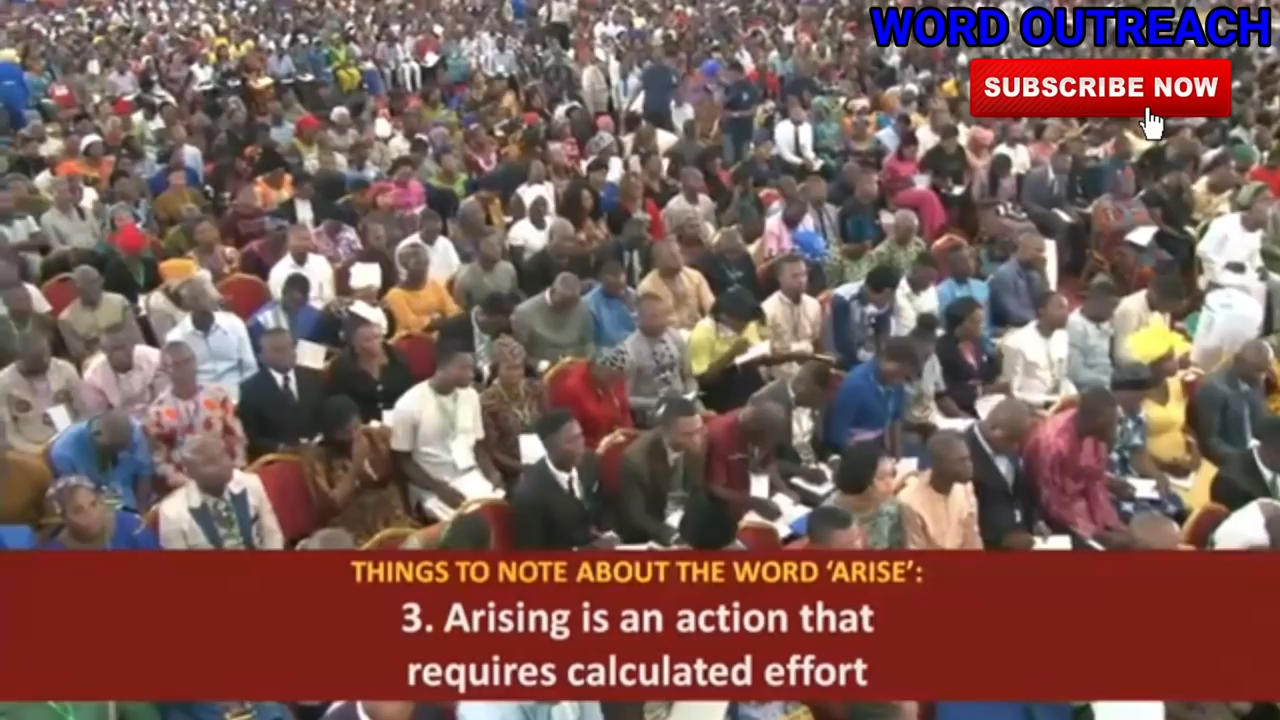 WORD OUTREACH
SUBSCRIBE NOW
THINGS TO NOTE ABOUT THE WORD ‘ARISE’:
3. Arising is an action that
requires calculated effort